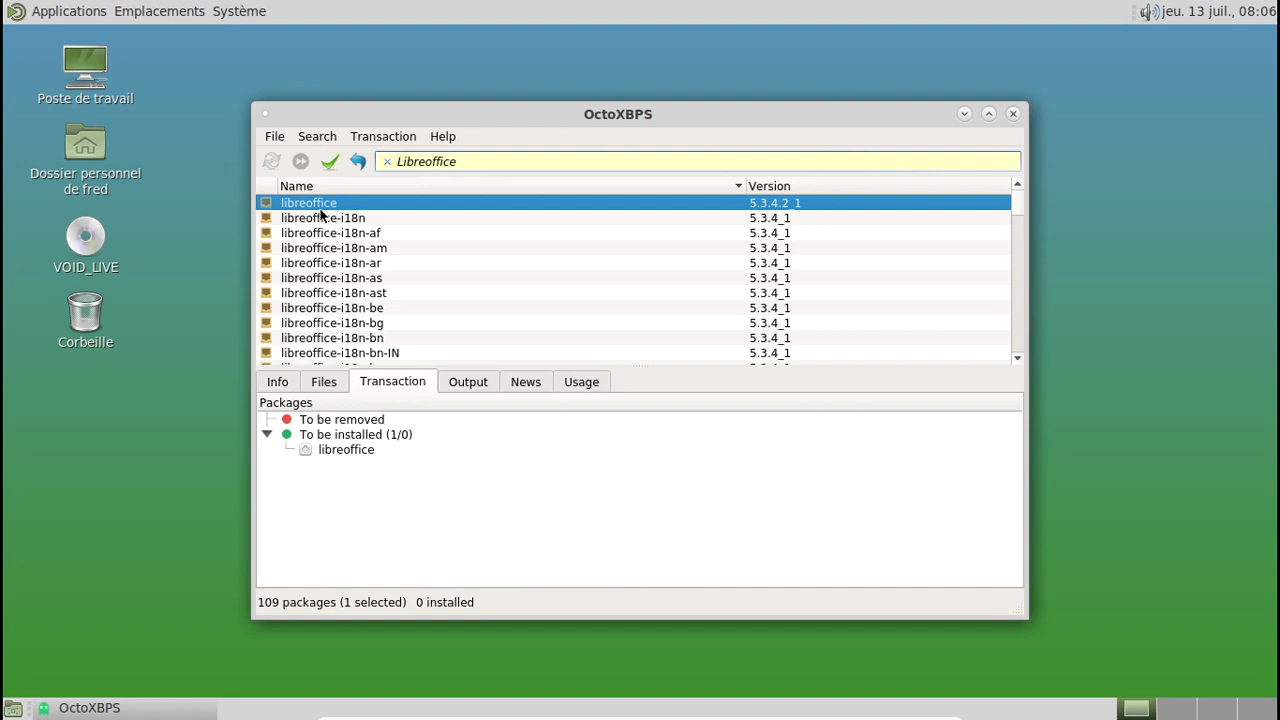 Applications Emplacements Système jeu. 13 juil., 08:06
Poste de travail
Dossier personnel
de fred
VOID_LIVE
Corbeille
OctoXBPS
File Search Transaction Help
Libreoffice
Name Version
libreoffice 5.3.4.2_1
libreoffice-i18n 5.3.4_1
libreoffice-i18n-af 5.3.4_1
libreoffice-i18n-am 5.3.4_1
libreoffice-i18n-ar 5.3.4_1
libreoffice-i18n-as 5.3.4_1
libreoffice-i18n-ast 5.3.4_1
libreoffice-i18n-be 5.3.4_1
libreoffice-i18n-bg 5.3.4_1
libreoffice-i18n-bn 5.3.4_1
libreoffice-i18n-bn-IN 5.3.4_1
Info Files Transaction Output News Usage
Packages
To be removed
To be installed (1/0)
libreoffice
109 packages (1 selected) 0 installed
OctoXBPS